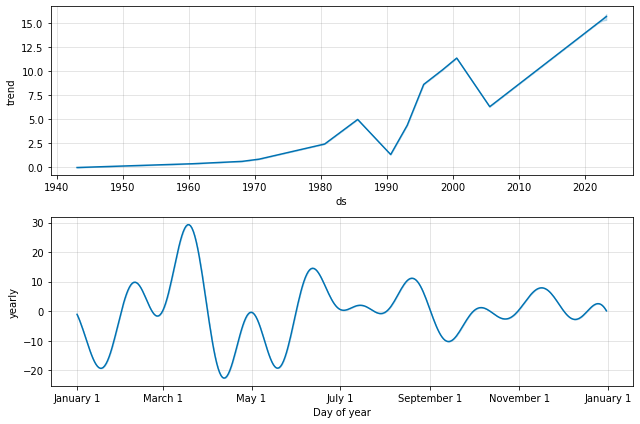 15.0
12.5
10.0
7.5
5.0
2.5
0.0
trend
1940 1950 1960 1970 1980 1990 2000 2010 2020
ds
30
20
10
0
−10
−20
yearly
January 1 March 1 May 1 July 1 September 1 November 1 January 1
Day of year